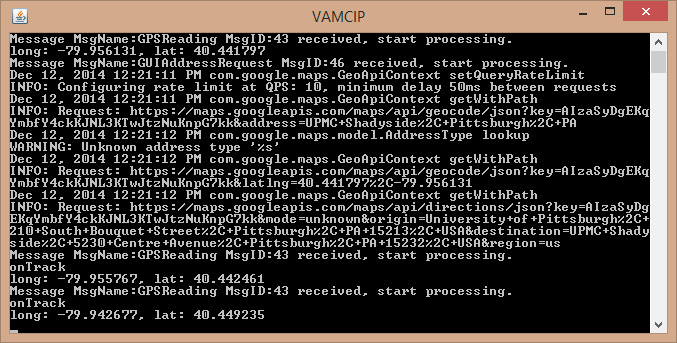 VAMCIP
Message MsgName:GPSReading MsgID:43 received, start processing.
long: -79.956131, lat: 40.441797
Message MsgName:GUIAddressRequest MsgID:46 received, start processing.
Dec 12, 2014 12:21:11 PM com.google.maps.GeoApiContext setQueryRateLimit
INFO: Configuring rate limit at QPS: 10, minimum delay 50ms between requests
Dec 12, 2014 12:21:11 PM com.google.maps.GeoApiContext getWithPath
INFO: Request: https://maps.googleapis.com/maps/api/geocode/json?key=AIzaSyDgEKq
YmbfY4ckKJNL3KTwJtzNuKnpG7kk&address=UPMC+Shadyside%2C+Pittsburgh%2C+PA
Dec 12, 2014 12:21:12 PM com.google.maps.model.AddressType lookup
WARNING: Unknown address type '%s'
Dec 12, 2014 12:21:12 PM com.google.maps.GeoApiContext getWithPath
INFO: Request: https://maps.googleapis.com/maps/api/geocode/json?key=AIzaSyDgEKq
YmbfY4ckKJNL3KTwJtzNuKnpG7kk&latlng=40.441797%2C-79.956131
Dec 12, 2014 12:21:12 PM com.google.maps.GeoApiContext getWithPath
INFO: Request: https://maps.googleapis.com/maps/api/directions/json?key=AIzaSyDg
EKqYmbfY4ckKJNL3KTwJtzNuKnpG7kk&mode=unknown&origin=University+of+Pittsburgh%2C+
210+South+Bouquet+Street%2C+Pittsburgh%2C+PA+15213%2C+USA&destination=UPMC+Shady
side%2C+5230+Centre+Avenue%2C+Pittsburgh%2C+PA+15232%2C+USA&region=us
Message MsgName:GPSReading MsgID:43 received, start processing.
onTrack
long: -79.955767, lat: 40.442461
Message MsgName:GPSReading MsgID:43 received, start processing.
onTrack
long: -79.942677, lat: 40.449235